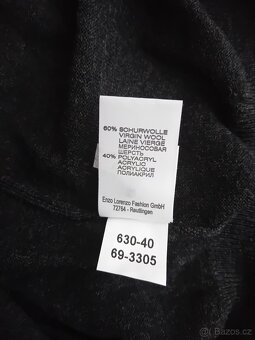 60% SCHURWOLLE
VIRGIN WOOL
LAINE VIERGE
МЕРИНОСОВАЯ
ШЕРСТЬ
40% POLYACRYL
ACRYLIC
ACRYLIQUE
ПОЛИАКРИЛ
Enzo Lorenzo Fashion GmbH
72764 - Reutlingen
630-40
69-3305
Bazos.cz